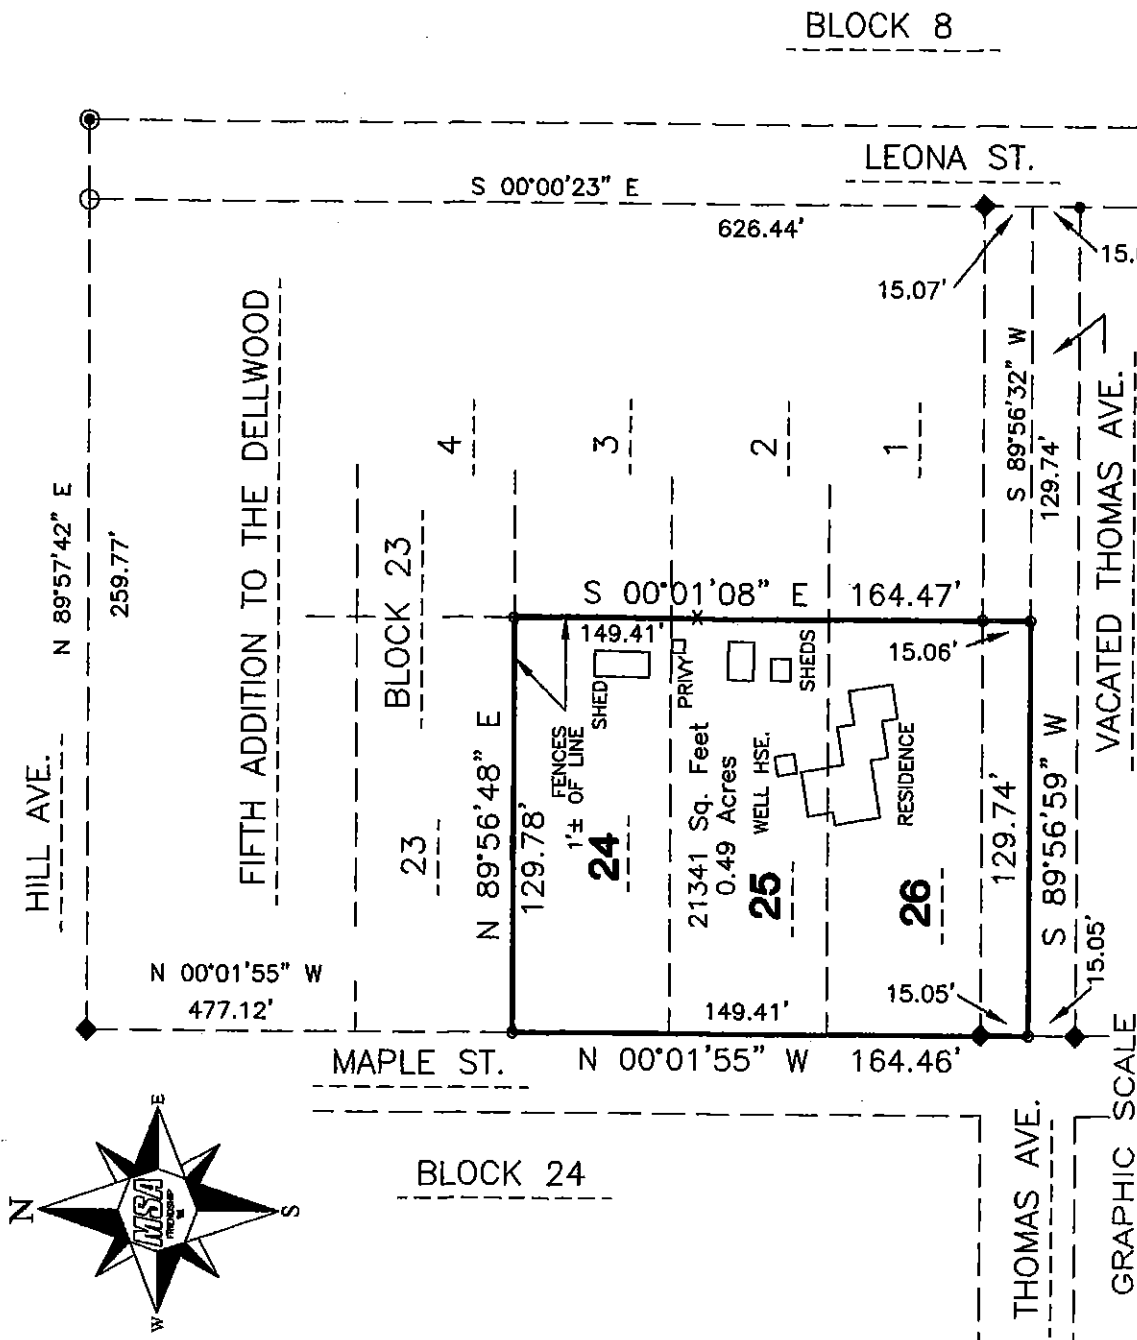 BLOCK 8
LEONA ST.
S 00°00'23" E
626.44'
15.07'
S 89°56'32" W
129.74'
VACATED THOMAS AVE.
N 89°57'42" E
259.77'
HILL AVE.
FIFTH ADDITION TO THE DELLWOOD
BLOCK 23
4
3
2
1
S 00°01'08" E 164.47'
149.41'
15.06'
N 89°56'48" E
129.78'
FENCES
1'± OF LINE
SHED
PRIVY
SHEDS
21341 Sq. Feet
0.49 Acres
WELL HSE.
RESIDENCE
23
24
25
26
129.74'
S 89°56'59" W
15.05'
15.05'
N 00°01'55" W
477.12'
149.41'
MAPLE ST.
N 00°01'55" W 164.46'
BLOCK 24
THOMAS AVE.
GRAPHIC SCALE
N
E
S
W
MSA
FRIENDSHIP
WI